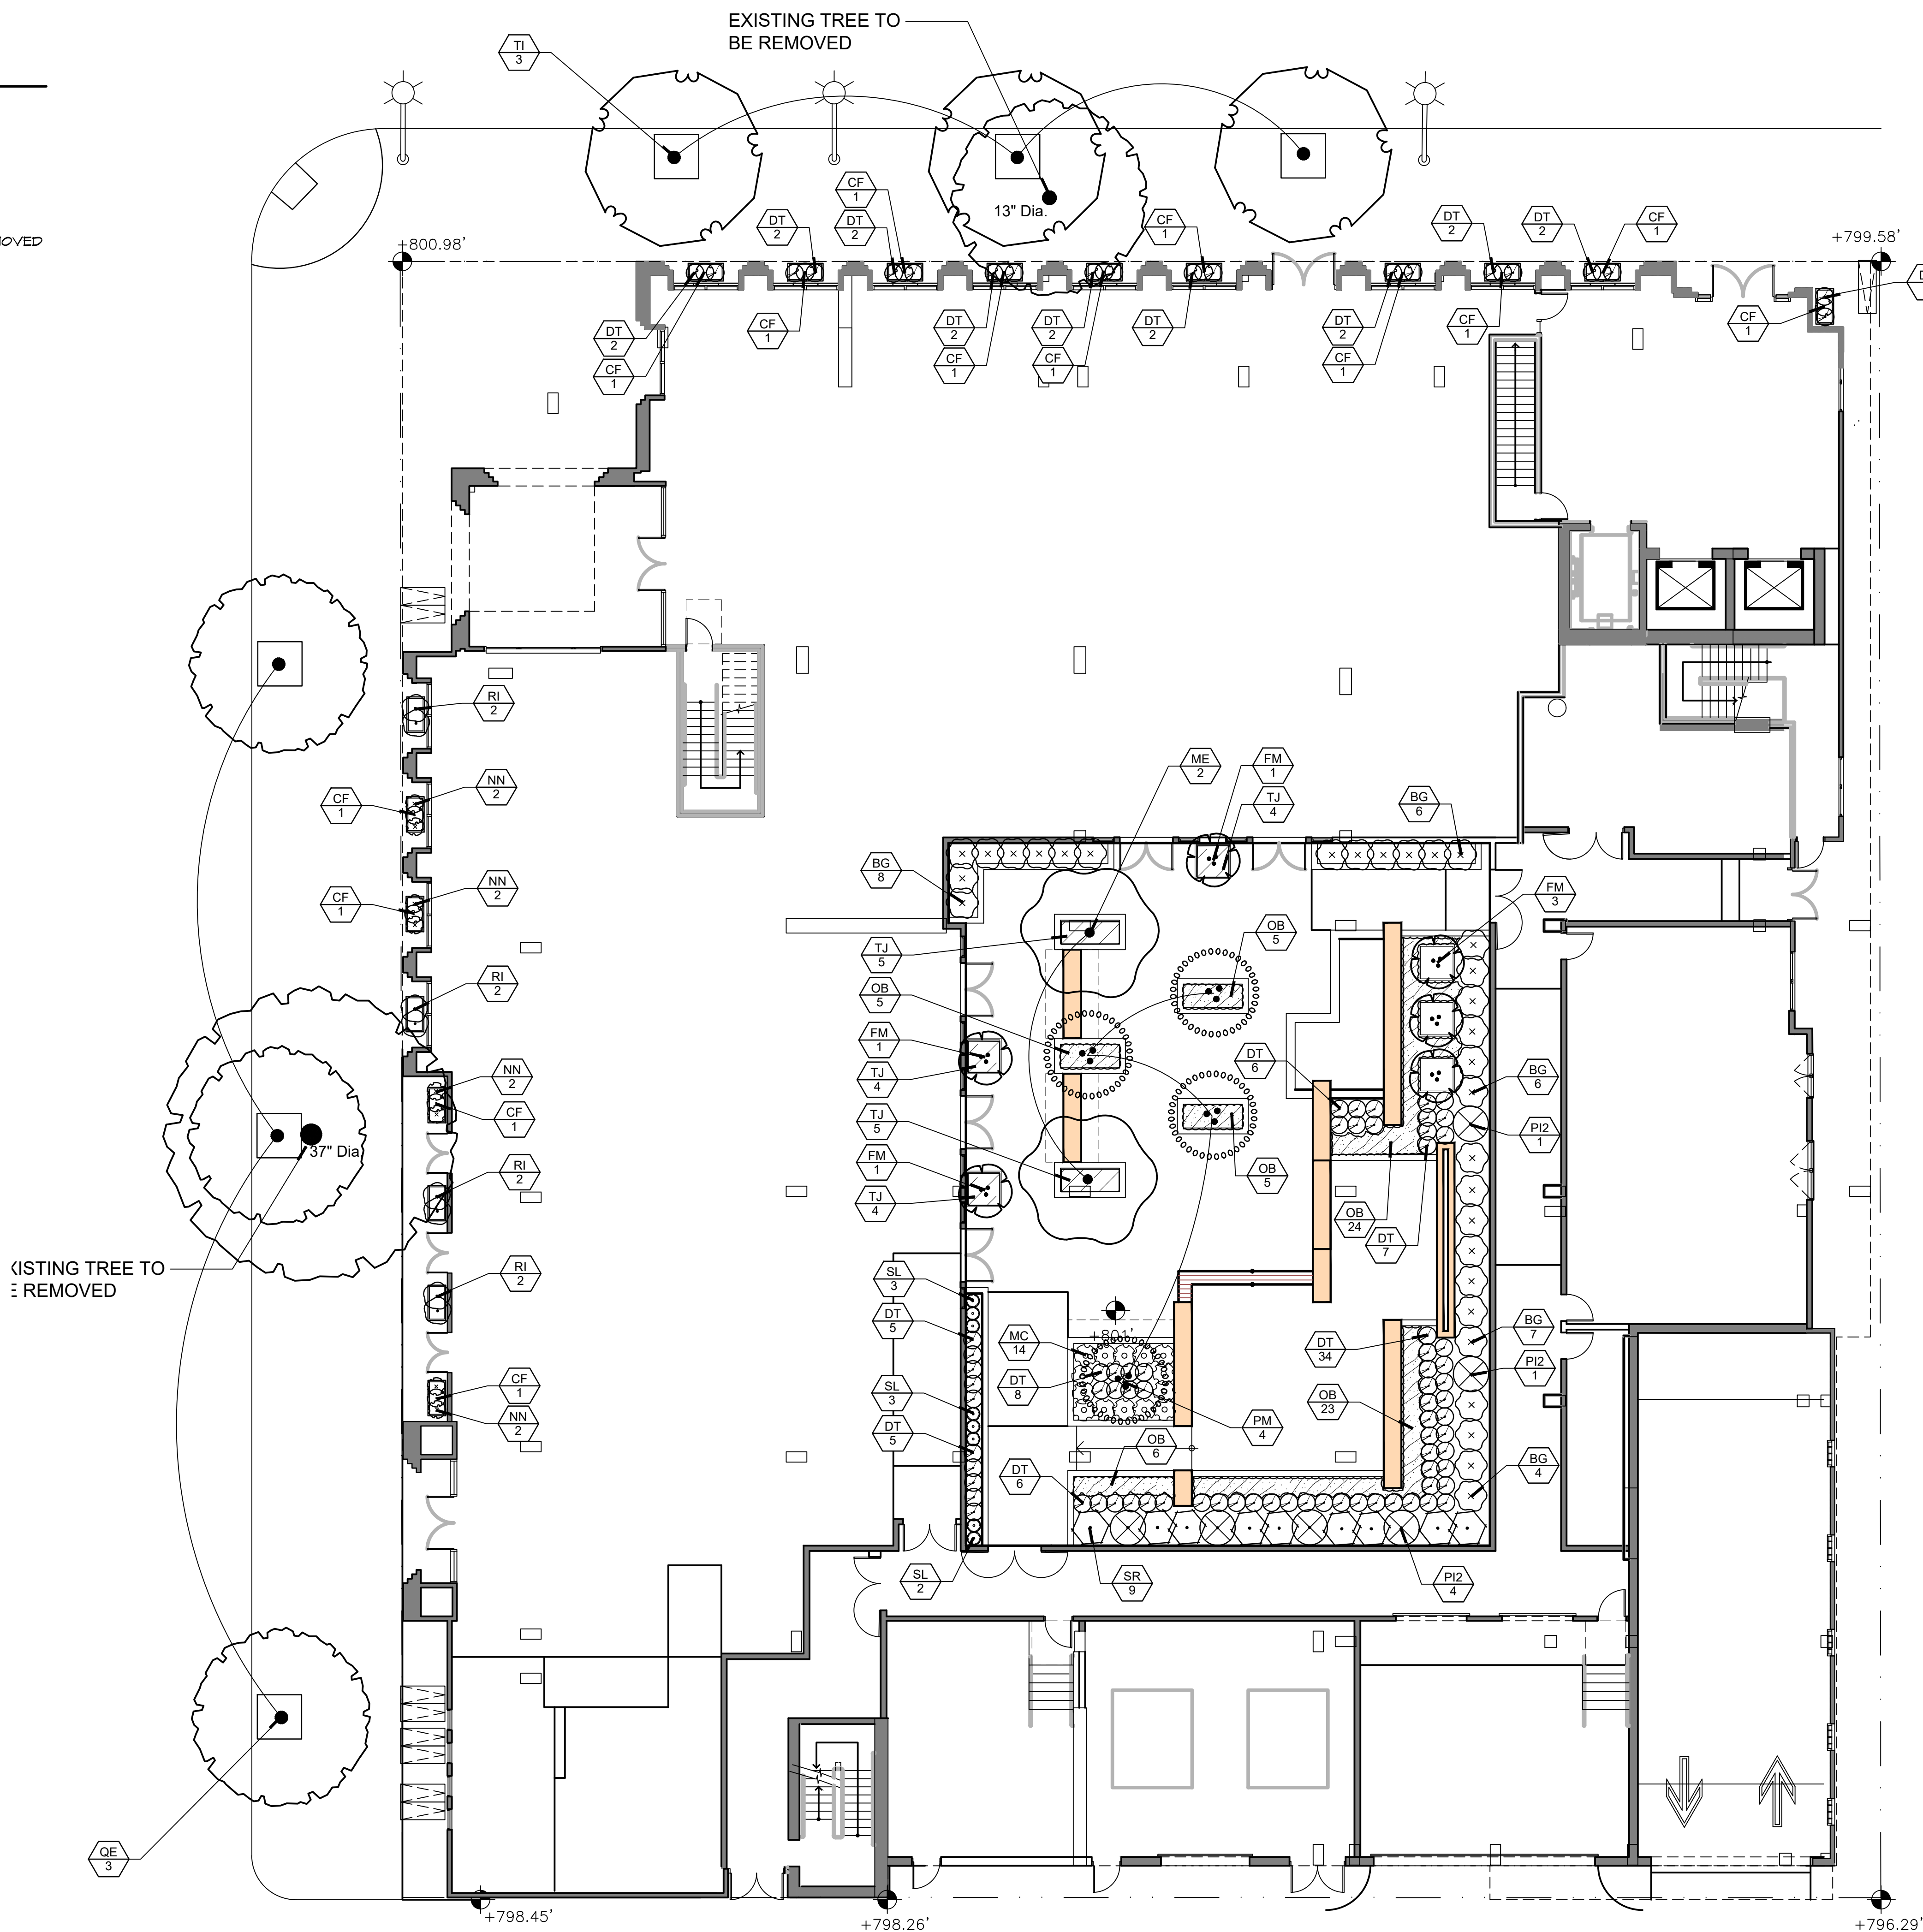 EXISTING TREE TO
BE REMOVED
TI
3
CF
1
DT
2
DT
2
13" Dia.
CF
1
DT
2
DT
2
CF
1
+800.98'
+799.58'
DT
2
CF
1
CF
1
DT
2
CF
1
DT
2
CF
1
DT
2
DT
2
CF
1
CF
1
CF
1
RI
2
NN
2
CF
1
NN
2
CF
1
RI
2
NN
2
CF
1
37" Dia
RI
2
RI
2
CF
1
NN
2
ME
2
FM
1
TJ
4
BG
6
BG
8
FM
3
TJ
5
OB
5
OB
5
FM
1
TJ
4
DT
6
BG
6
TJ
5
PI2
1
FM
1
TJ
4
OB
5
OB
24
DT
7
SL
3
DT
5
+801'
MC
14
DT
8
DT
34
BG
7
PI2
1
SL
3
DT
5
OB
23
PM
4
OB
6
DT
6
BG
4
SL
2
SR
9
PI2
4
QE
3
+798.45'
+798.26'
+796.29'